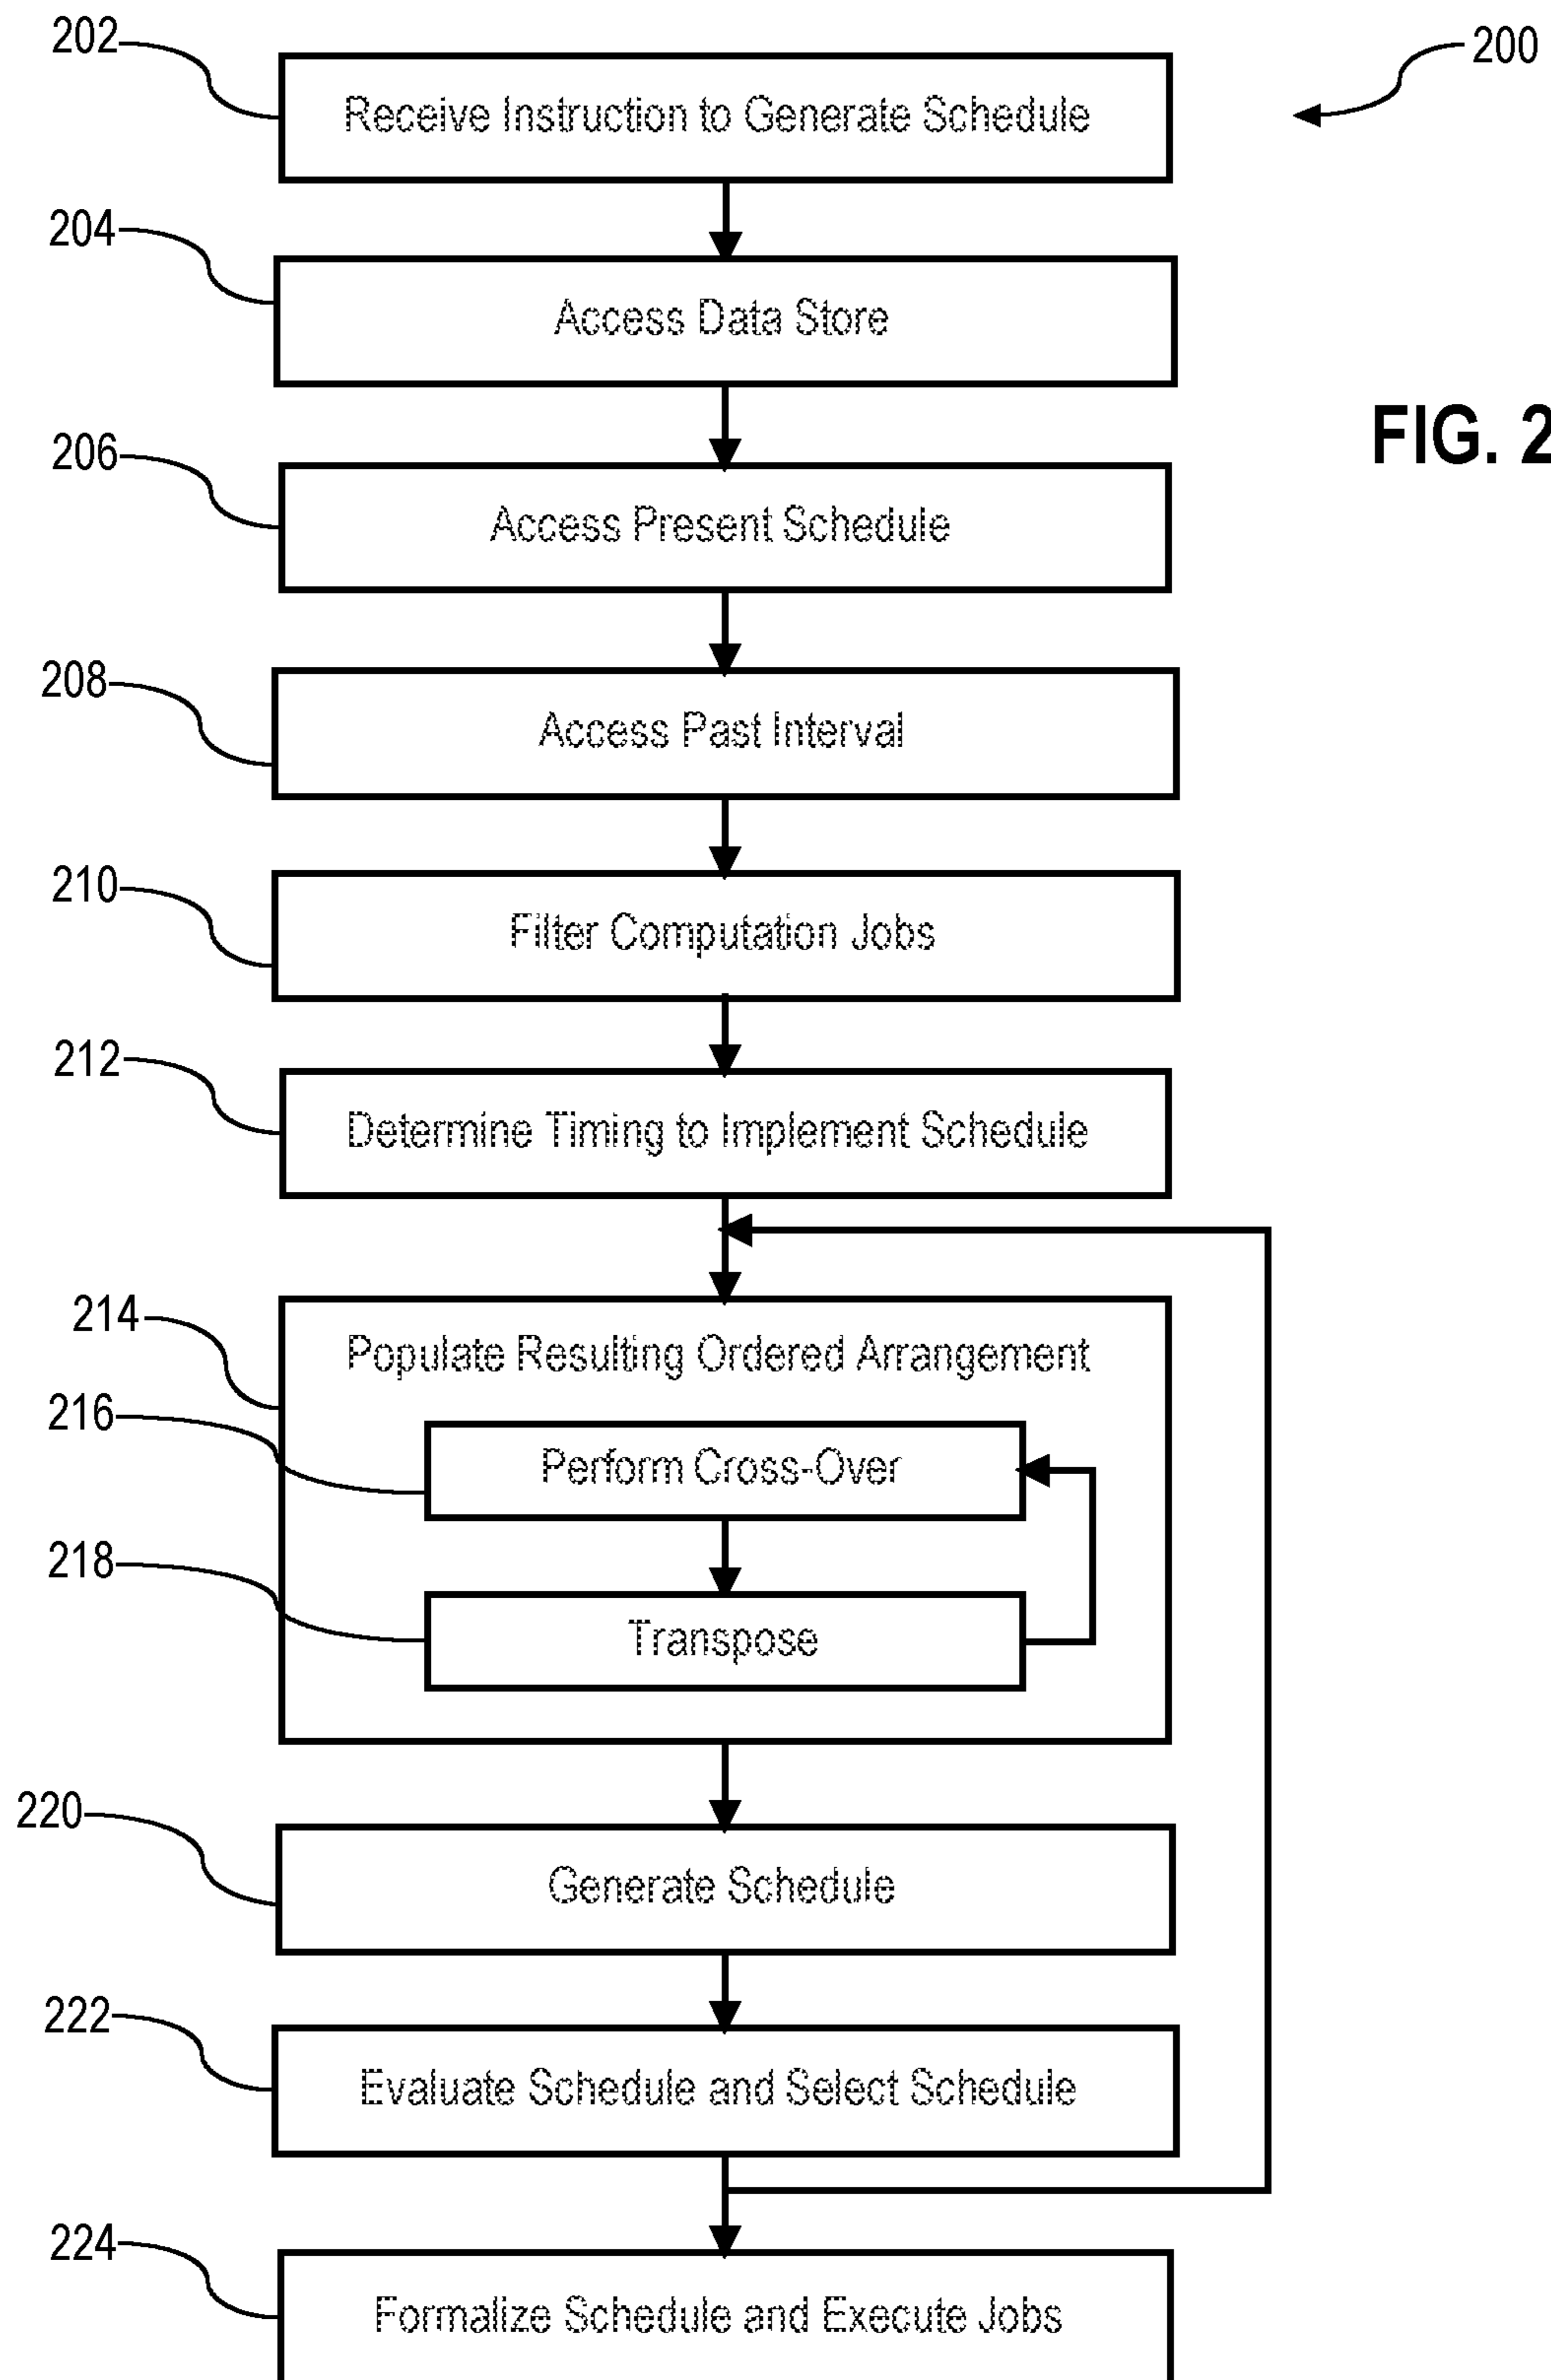 202
Receive Instruction to Generate Schedule
200
204
Access Data Store
FIG. 2
206
Access Present Schedule
208
Access Past Interval
210
Filter Computation Jobs
212
Determine Timing to Implement Schedule
214
Populate Resulting Ordered Arrangement
216
Perform Cross-Over
218
Transpose
220
Generate Schedule
222
Evaluate Schedule and Select Schedule
224
Formalize Schedule and Execute Jobs